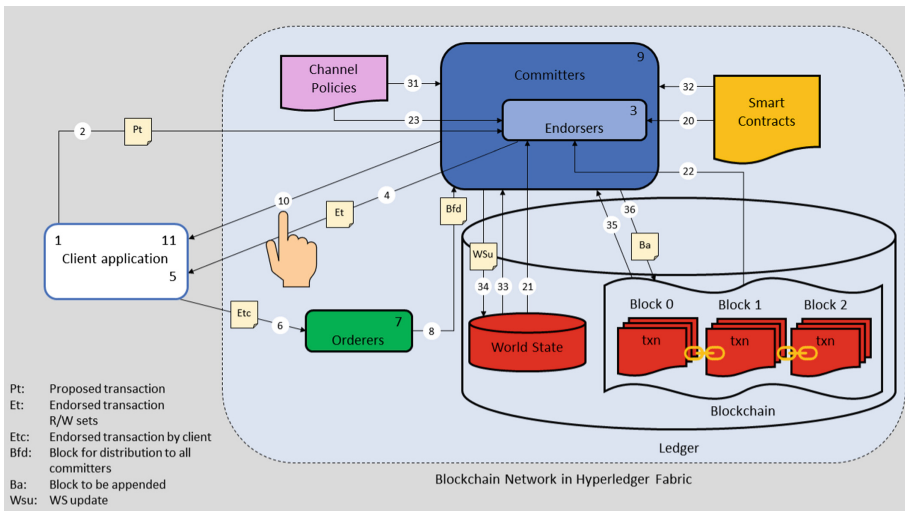 9
Channel
Policies
Committers
31
32
Smart
Contracts
3
Endorsers
23
20
2
Pt
22
10
4
Et
Bfd
36
35
1
11
Client application
5
WSu
Ba
34
33
21
Etc
6
7
Orderers
8
World State
Block 0
Block 1
Block 2
txn
txn
txn
Blockchain
Ledger
Pt: Proposed transaction
Et: Endorsed transaction
R/W sets
Etc: Endorsed transaction by client
Bfd: Block for distribution to all
committers
Ba: Block to be appended
Wsu: WS update
Blockchain Network in Hyperledger Fabric